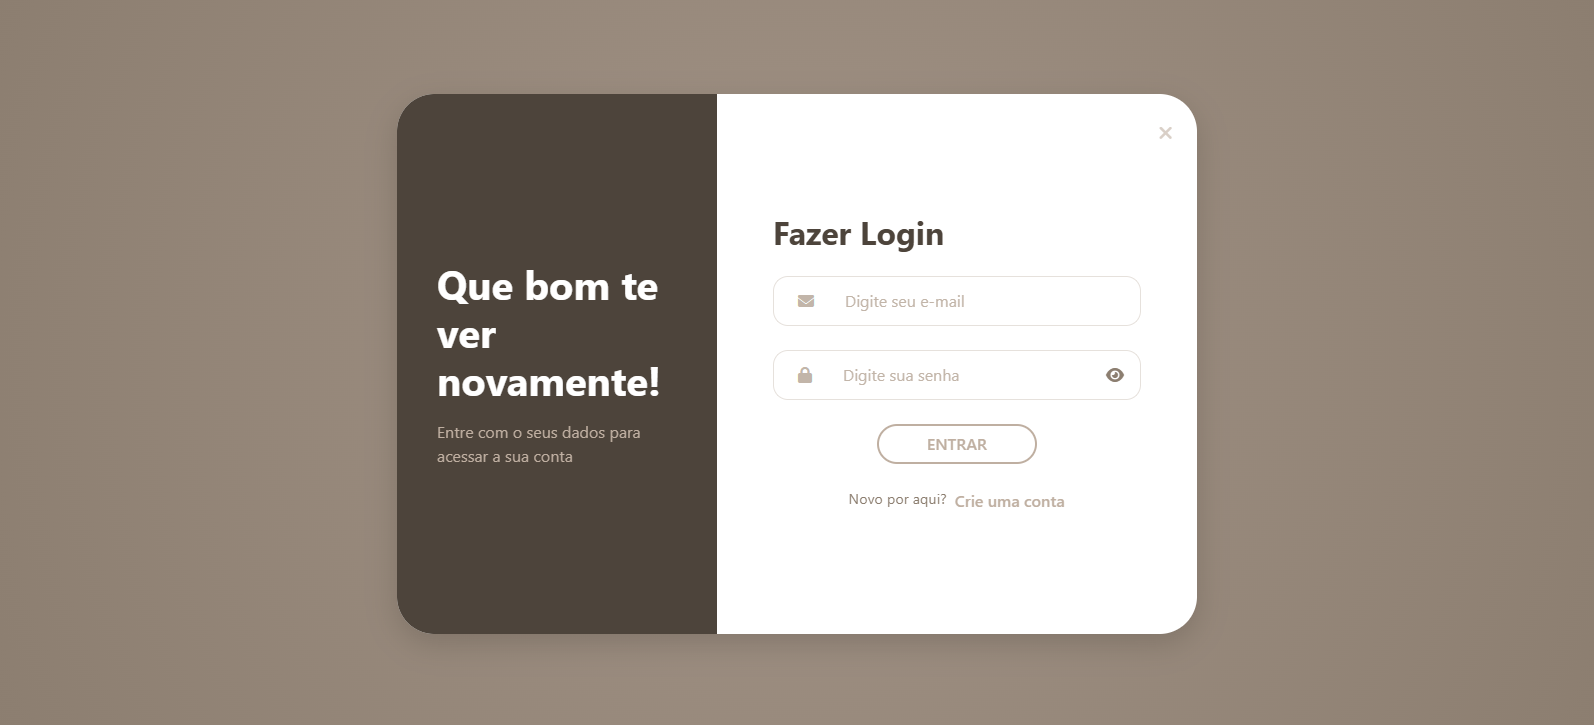 Que bom te
ver
novamente!
Entre com o seus dados para
acessar a sua conta
Fazer Login
Digite seu e-mail
Digite sua senha
ENTRAR
Novo por aqui? Crie uma conta